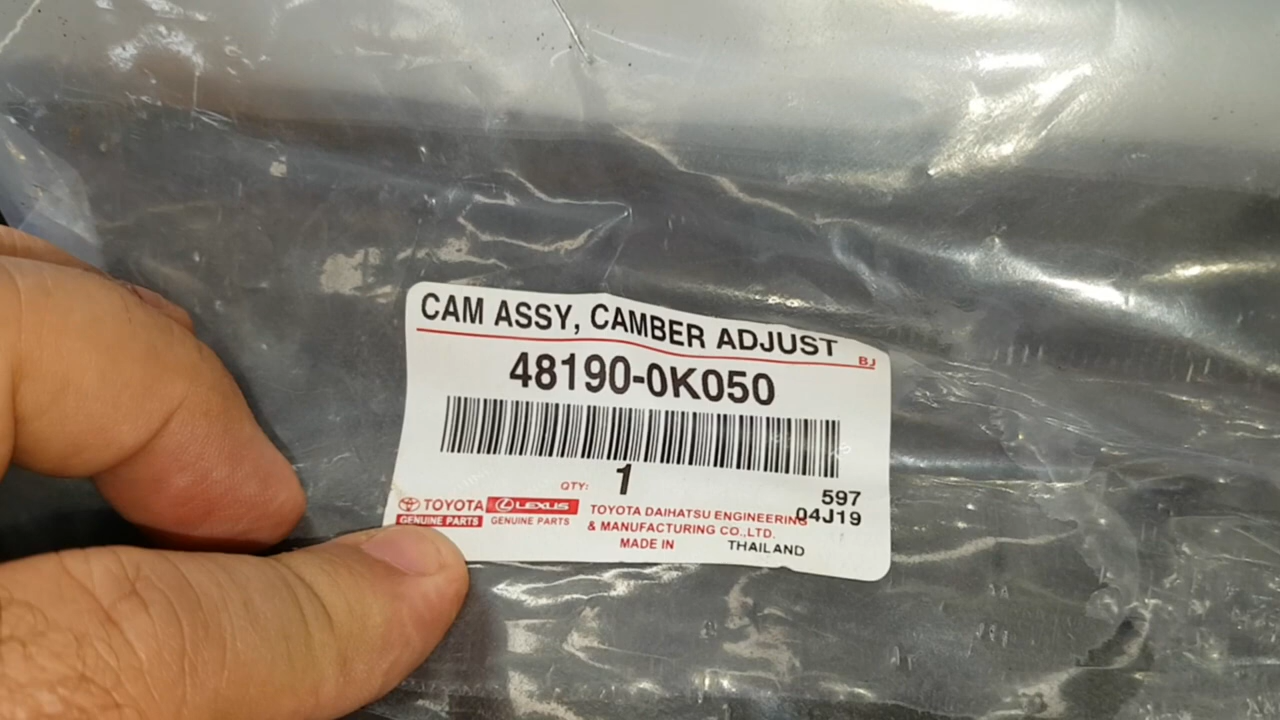 CAM ASSY, CAMBER ADJUST
BJ
48190-0K050
QTY: 1
597
04J19
TOYOTA LEXUS
GENUINE PARTS GENUINE PARTS
TOYOTA DAIHATSU ENGINEERING
& MANUFACTURING CO.,LTD.
MADE IN THAILAND